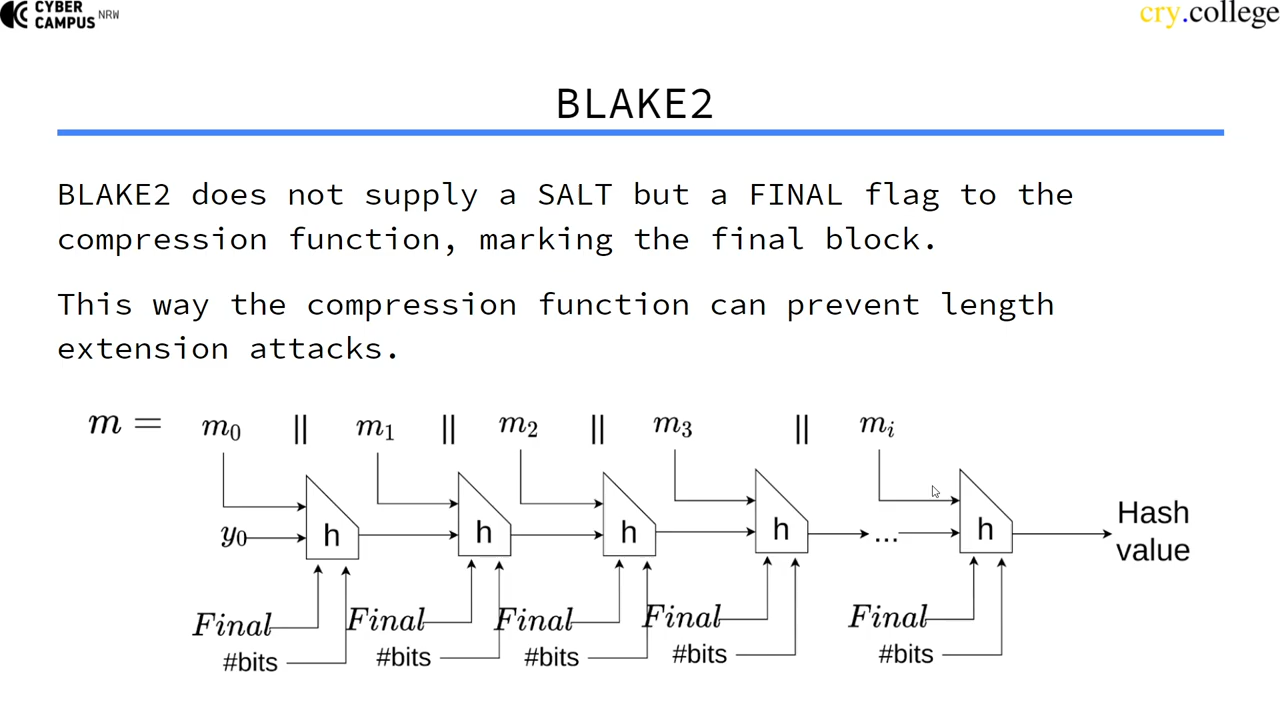 CYBER
CAMPUS NRW
cry.college
BLAKE2
BLAKE2 does not supply a SALT but a FINAL flag to the
compression function, marking the final block.
This way the compression function can prevent length
extension attacks.
m = m₀ || m₁ || m₂ || m₃ || mᵢ
y₀ h h h h ... h
Hash
value
Final Final Final Final Final
#bits #bits #bits #bits #bits